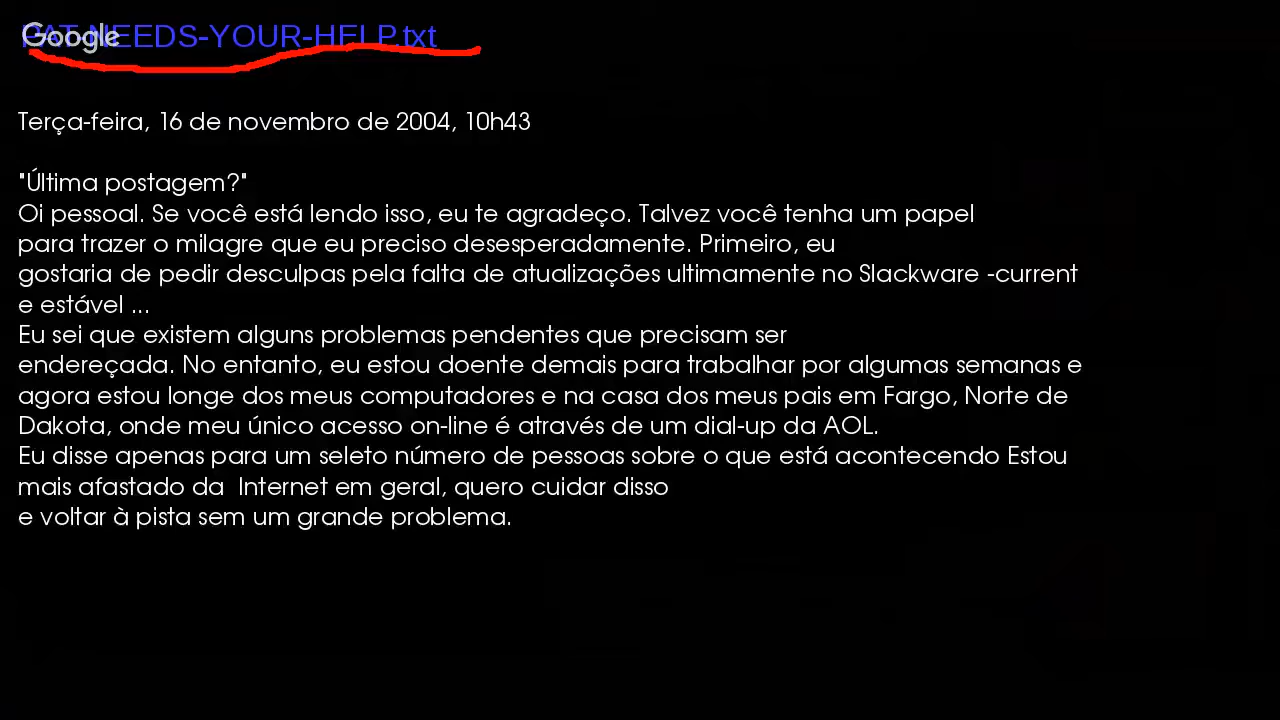 PAT-NEEDS-YOUR-HELP.txt
Google
Terça-feira, 16 de novembro de 2004, 10h43
"Última postagem?"
Oi pessoal. Se você está lendo isso, eu te agradeço. Talvez você tenha um papel
para trazer o milagre que eu preciso desesperadamente. Primeiro, eu
gostaria de pedir desculpas pela falta de atualizações ultimamente no Slackware -current
e estável ...
Eu sei que existem alguns problemas pendentes que precisam ser
endereçada. No entanto, eu estou doente demais para trabalhar por algumas semanas e
agora estou longe dos meus computadores e na casa dos meus pais em Fargo, Norte de
Dakota, onde meu único acesso on-line é através de um dial-up da AOL.
Eu disse apenas para um seleto número de pessoas sobre o que está acontecendo Estou
mais afastado da  Internet em geral, quero cuidar disso
e voltar à pista sem um grande problema.